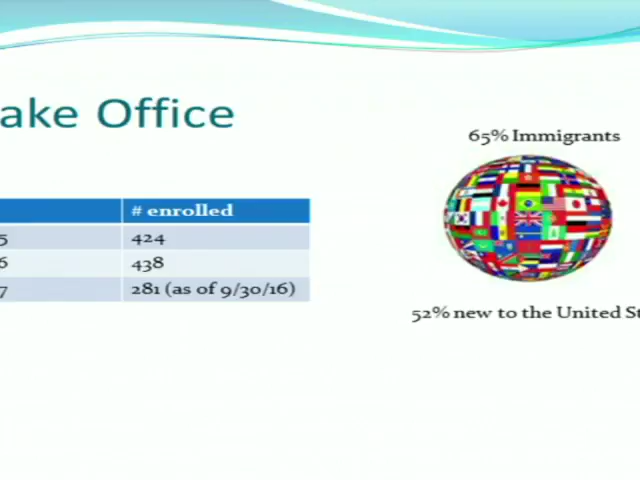 ake Office
65% Immigrants
# enrolled
5 424
6 438
7 281 (as of 9/30/16)
52% new to the United St